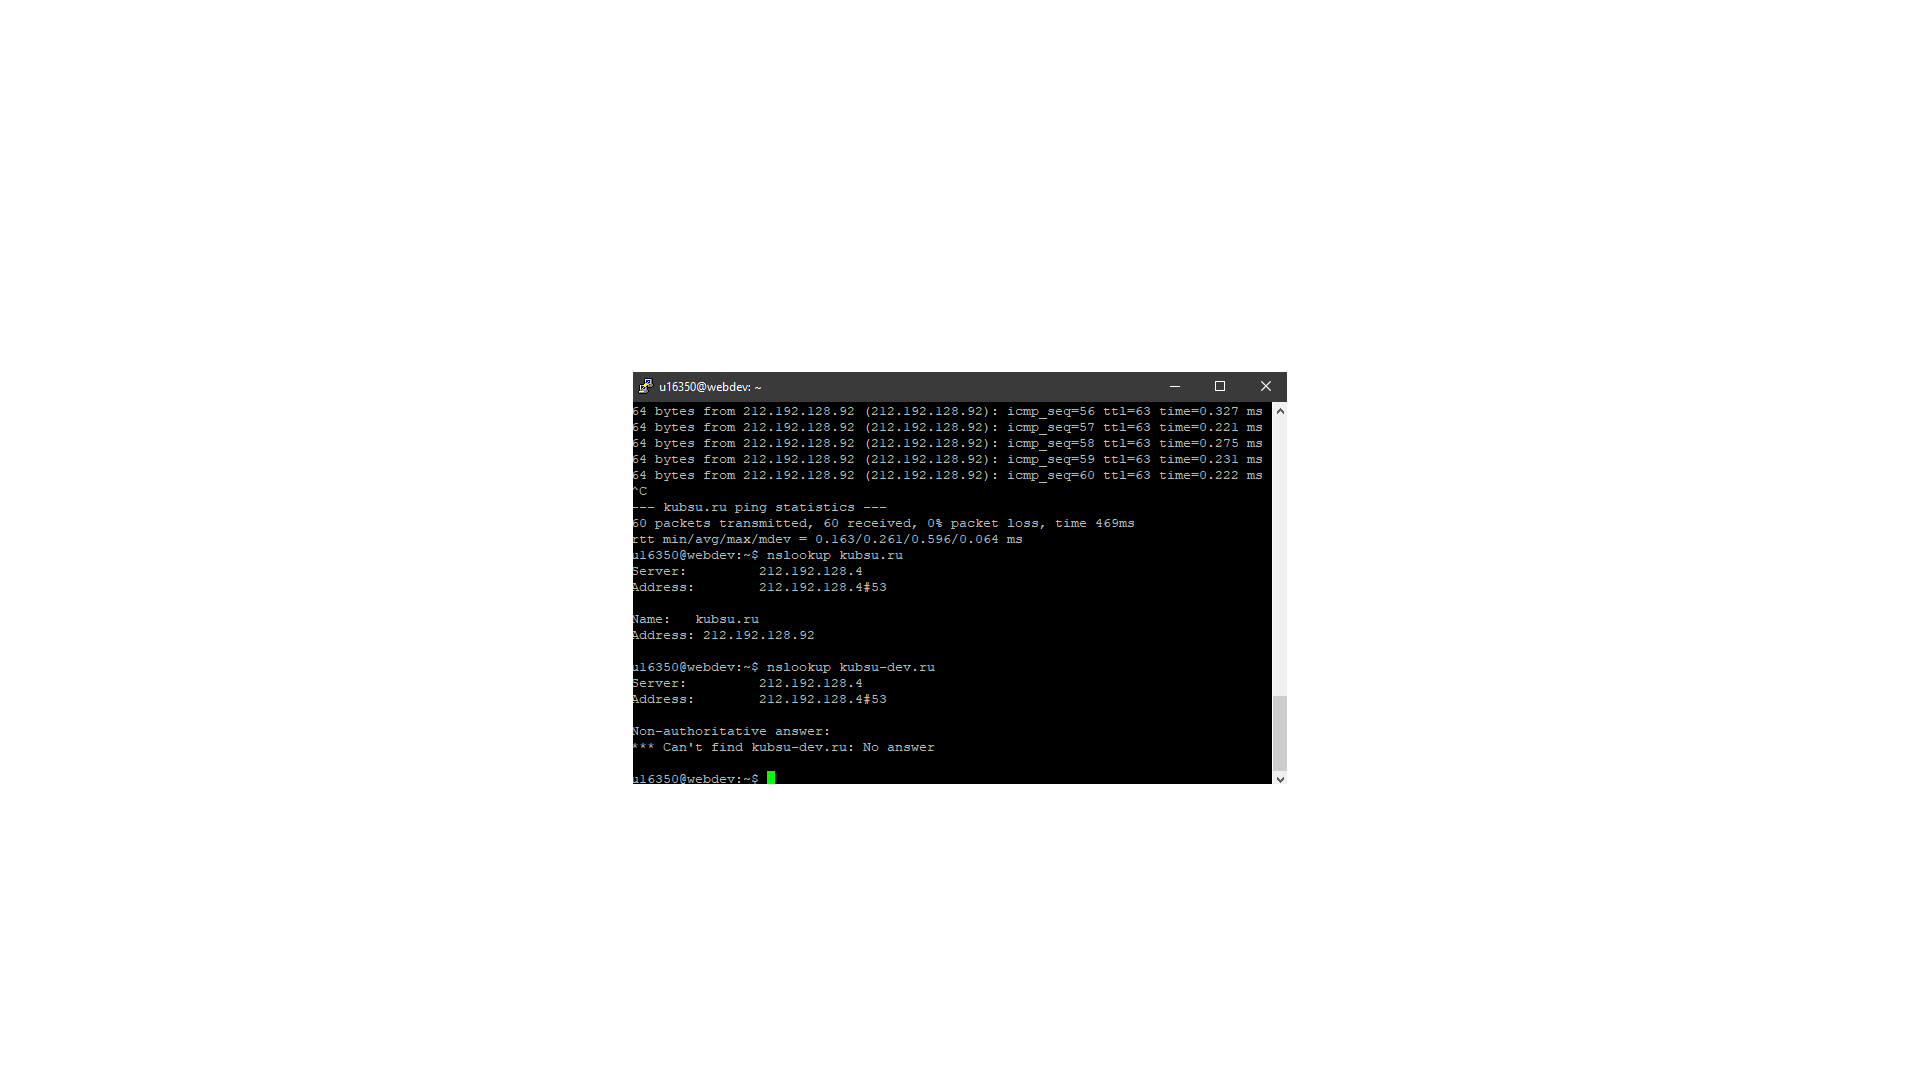 u16350@webdev: ~
64 bytes from 212.192.128.92 (212.192.128.92): icmp_seq=56 ttl=63 time=0.327 ms
64 bytes from 212.192.128.92 (212.192.128.92): icmp_seq=57 ttl=63 time=0.221 ms
64 bytes from 212.192.128.92 (212.192.128.92): icmp_seq=58 ttl=63 time=0.275 ms
64 bytes from 212.192.128.92 (212.192.128.92): icmp_seq=59 ttl=63 time=0.231 ms
64 bytes from 212.192.128.92 (212.192.128.92): icmp_seq=60 ttl=63 time=0.222 ms
^C
--- kubsu.ru ping statistics ---
60 packets transmitted, 60 received, 0% packet loss, time 469ms
rtt min/avg/max/mdev = 0.163/0.261/0.596/0.064 ms
u16350@webdev:~$ nslookup kubsu.ru
Server:         212.192.128.4
Address:        212.192.128.4#53
Name:   kubsu.ru
Address: 212.192.128.92
u16350@webdev:~$ nslookup kubsu-dev.ru
Server:         212.192.128.4
Address:        212.192.128.4#53
Non-authoritative answer:
*** Can't find kubsu-dev.ru: No answer
u16350@webdev:~$